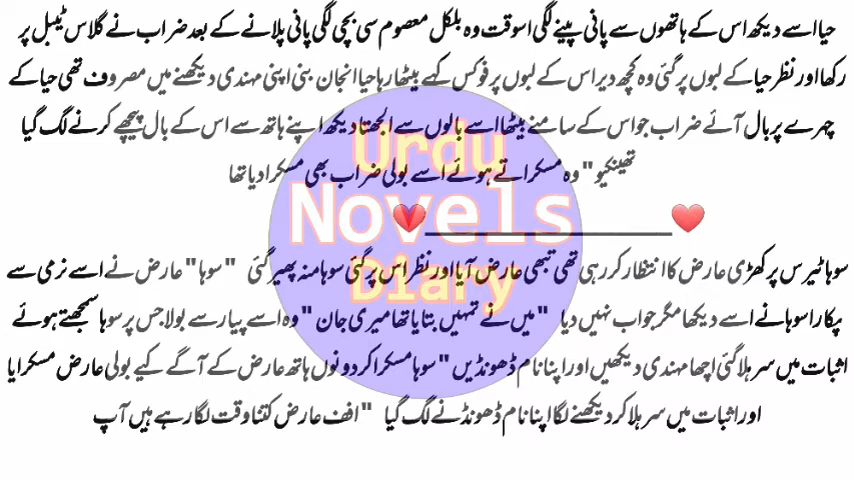 حیا اسے دیکھ اس کے ہاتھوں سے پانی پینے لگی اسوقت وہ بلکل معصوم سی بچی لگی پانی پلانے کے بعد ضراب نے گلاس ٹیبل پر
رکھا اور نظر حیا کے لبوں پر گئی وہ کچھ دیر اس کے لبوں پر فوکس کیے بیٹھا رہا حیا انجان بنی اپنی مہندی دیکھنے میں مصروف تھی حیا کے
چہرے پر بال آئے ضراب جو اس کے سامنے بیٹھا اسے بالوں سے الجھتا دیکھ اپنے ہاتھ سے اس کے بال پیچھے کرنے لگ گیا
تھینکیو " وہ مسکراتے ہوئے اسے بولی ضراب بھی مسکرا دیا تھا
❤️____________________💔
سوہا ٹیرس پر کھڑی عارض کا انتظار کر رہی تھی تبھی عارض آیا اور نظر اس پر گئی سوہا منہ پھیر گئی " سوہا " عارض نے اسے نرمی سے
پکارا سوہا نے اسے دیکھا مگر جواب نہیں دیا " میں نے تمہیں بتایا تھا میری جان " وہ اسے پیار سے بولا جس پر سوہا سمجھتے ہوئے
اثبات میں سر ہلا گئی اچھا مہندی دیکھیں اور اپنا نام ڈھونڈیں " سوہا مسکرا کر دونوں ہاتھ عارض کے آگے کیے بولی عارض مسکرایا
اور اثبات میں سر ہلا کر دیکھنے لگا اپنا نام ڈھونڈنے لگ گیا " اففف عارض کتنا وقت لگا رہے ہیں آپ
Urdu
Novels
Diary